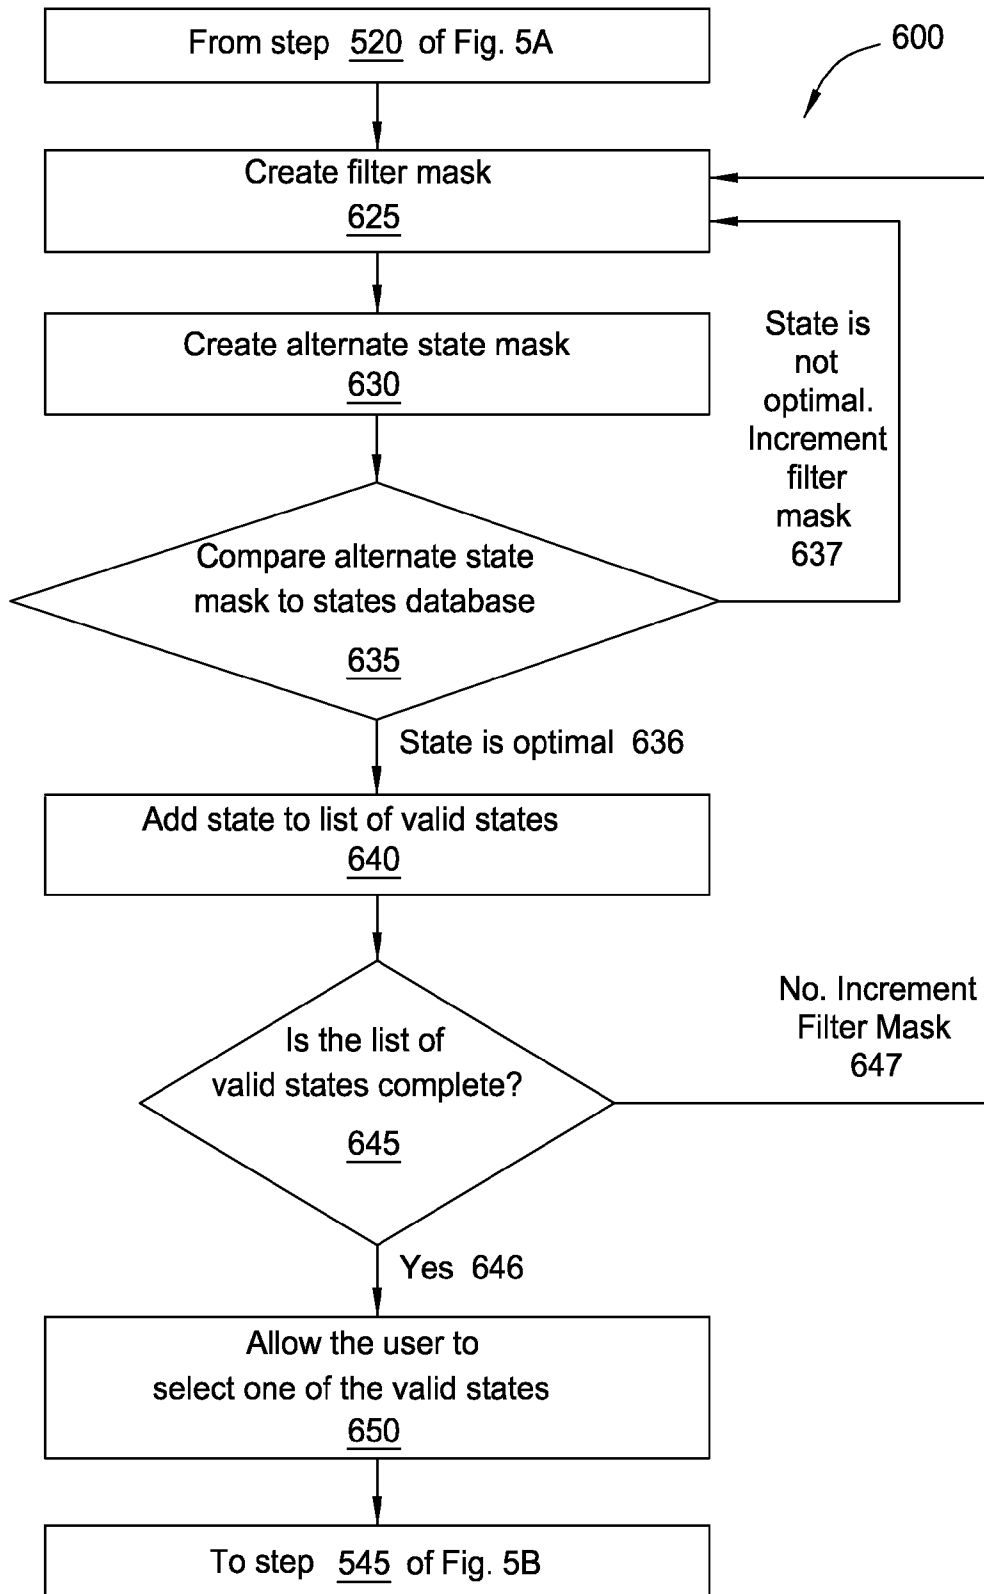 From step 520 of Fig. 5A
600
Create filter mask
625
Create alternate state mask
630
State is
not
optimal.
Increment
filter
mask
637
Compare alternate state
mask to states database
635
State is optimal 636
Add state to list of valid states
640
Is the list of
valid states complete?
645
No. Increment
Filter Mask
647
Yes 646
Allow the user to
select one of the valid states
650
To step 545 of Fig. 5B